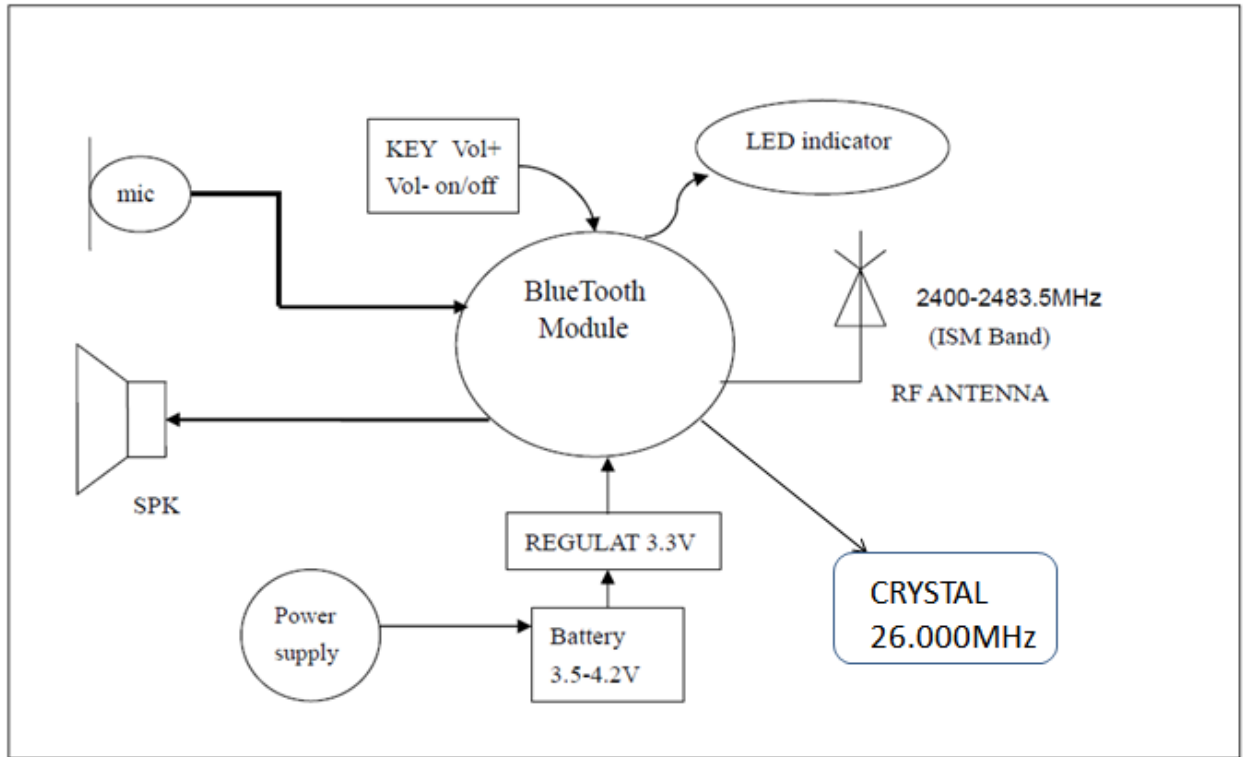 KEY Vol+
Vol- on/off
LED indicator
mic
BlueTooth
Module
2400-2483.5MHz
(ISM Band)
RF ANTENNA
SPK
REGULAT 3.3V
Power
supply
Battery
3.5-4.2V
CRYSTAL
26.000MHz